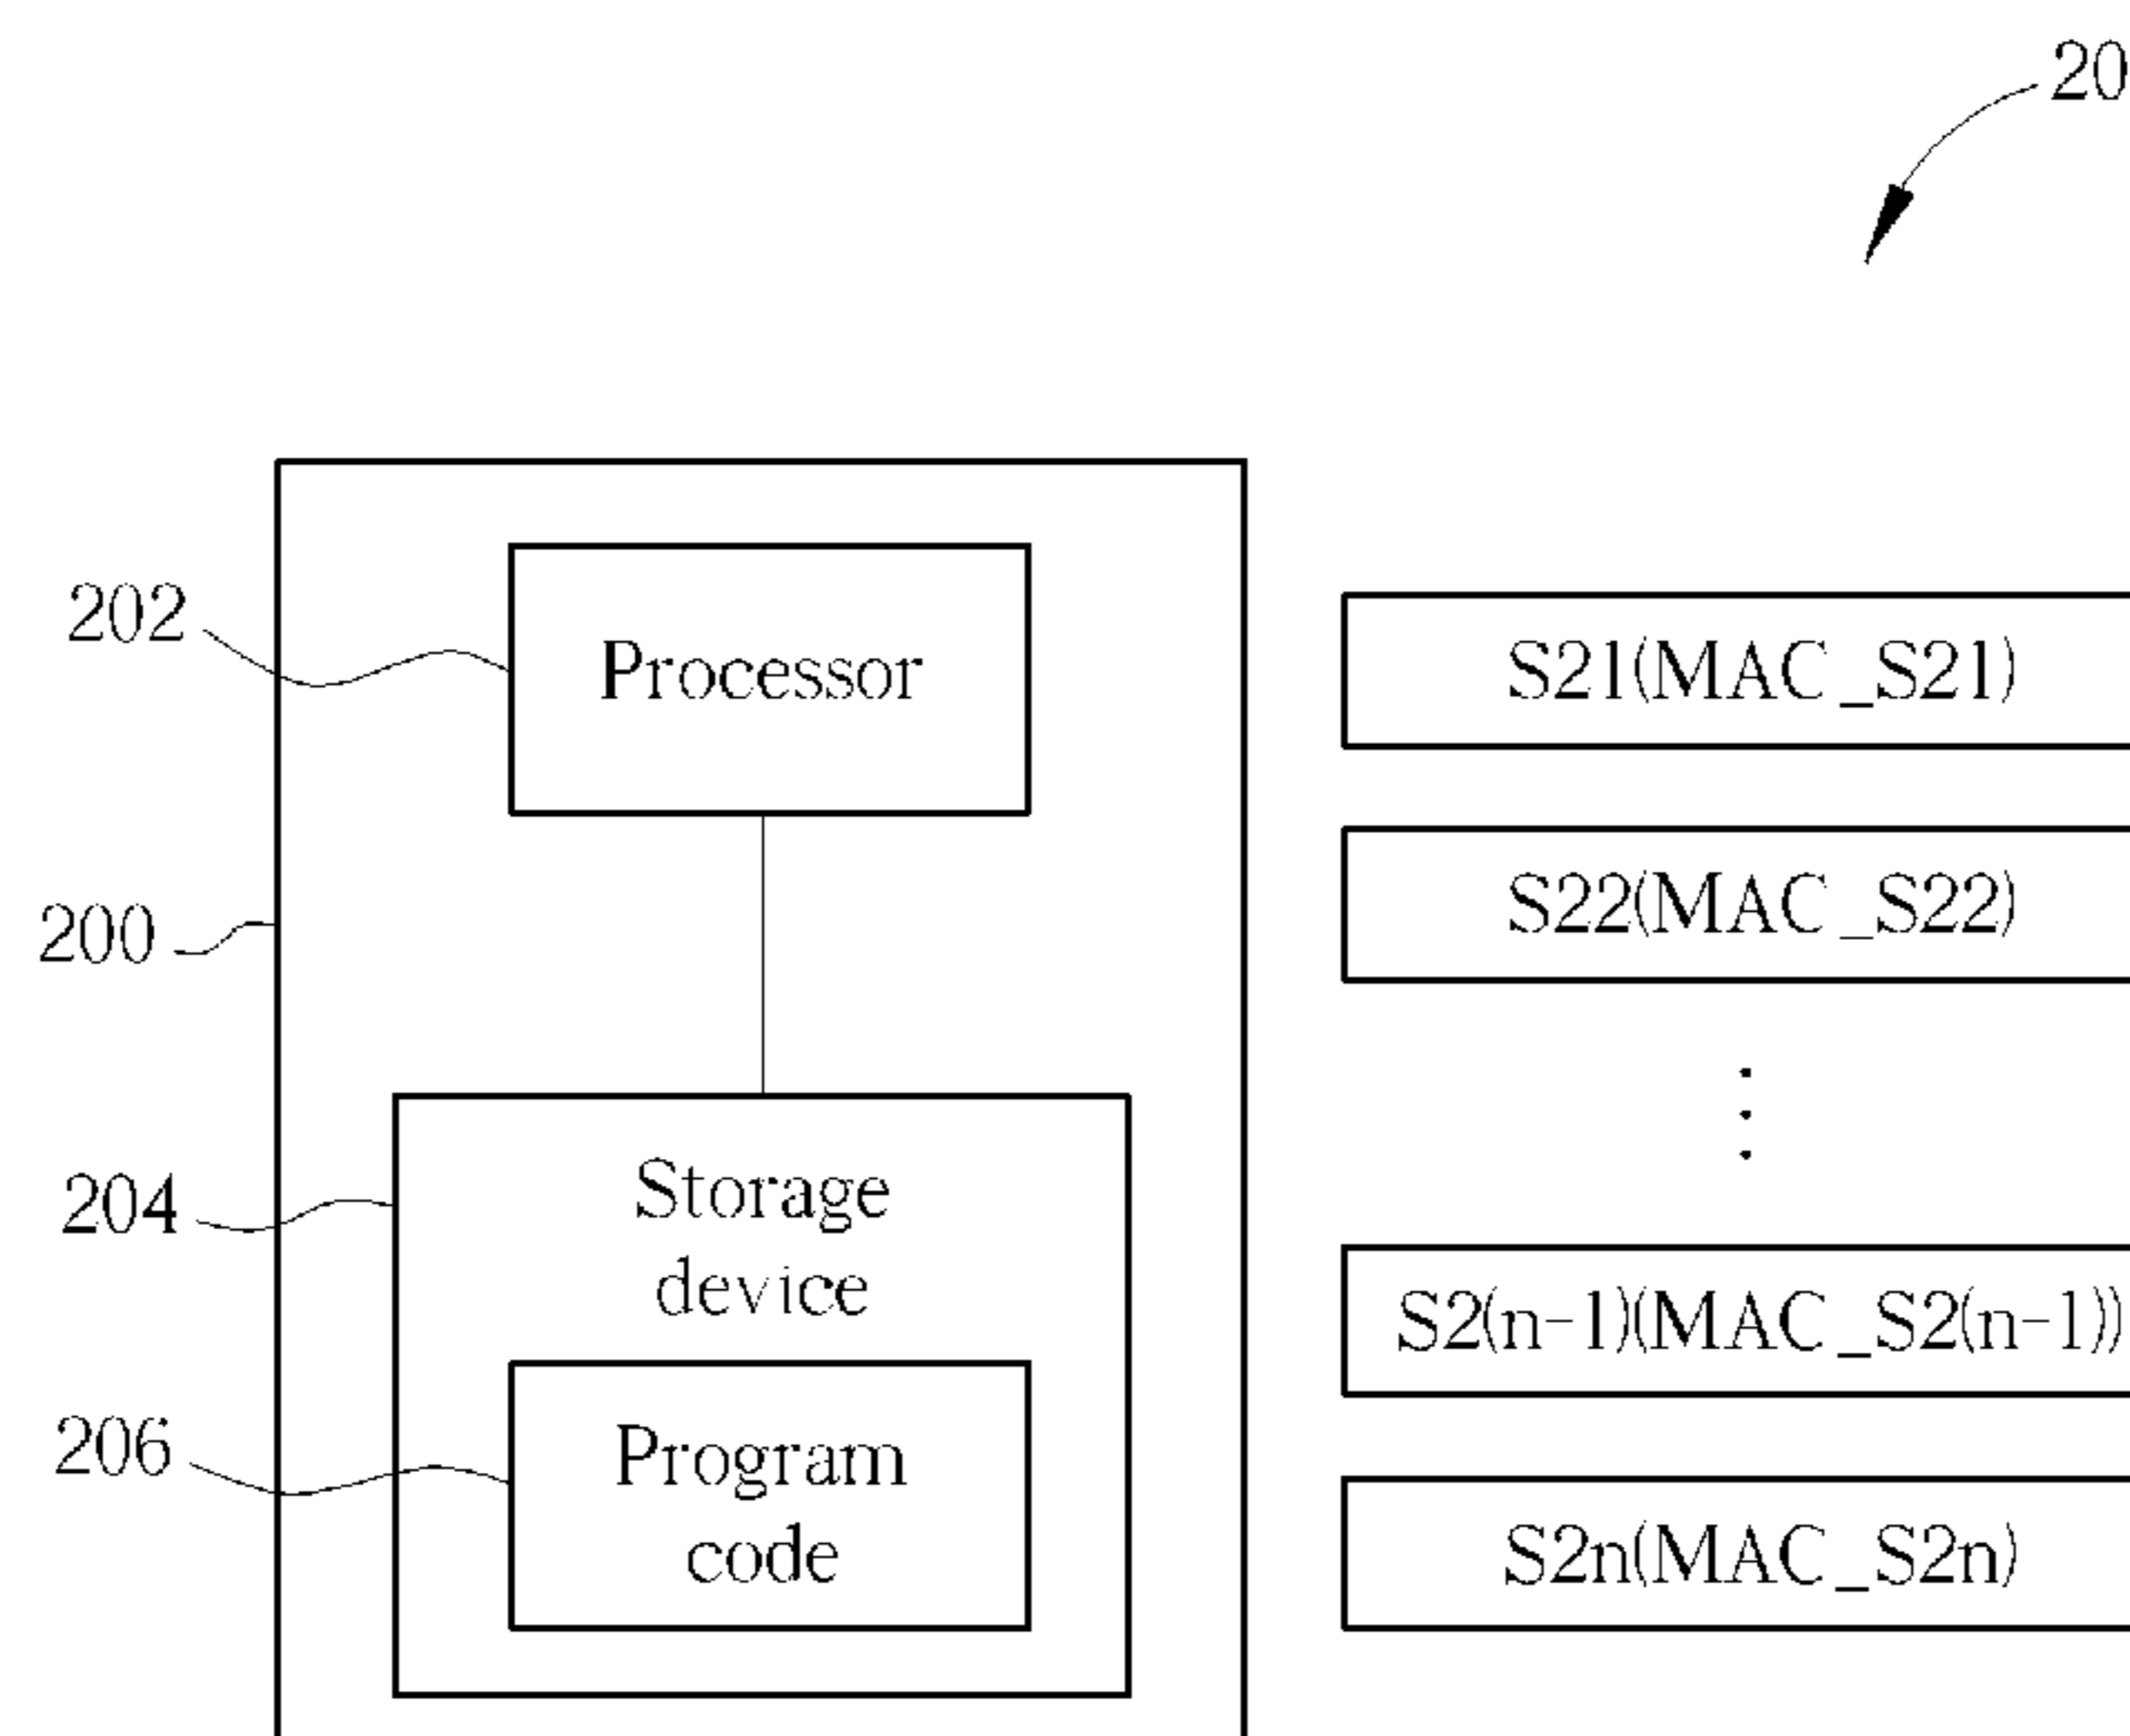 20
202
Processor
S21(MAC_S21)
200
S22(MAC_S22)
204
Storage
device
S2(n-1)(MAC_S2(n-1))
206
Program
code
S2n(MAC_S2n)